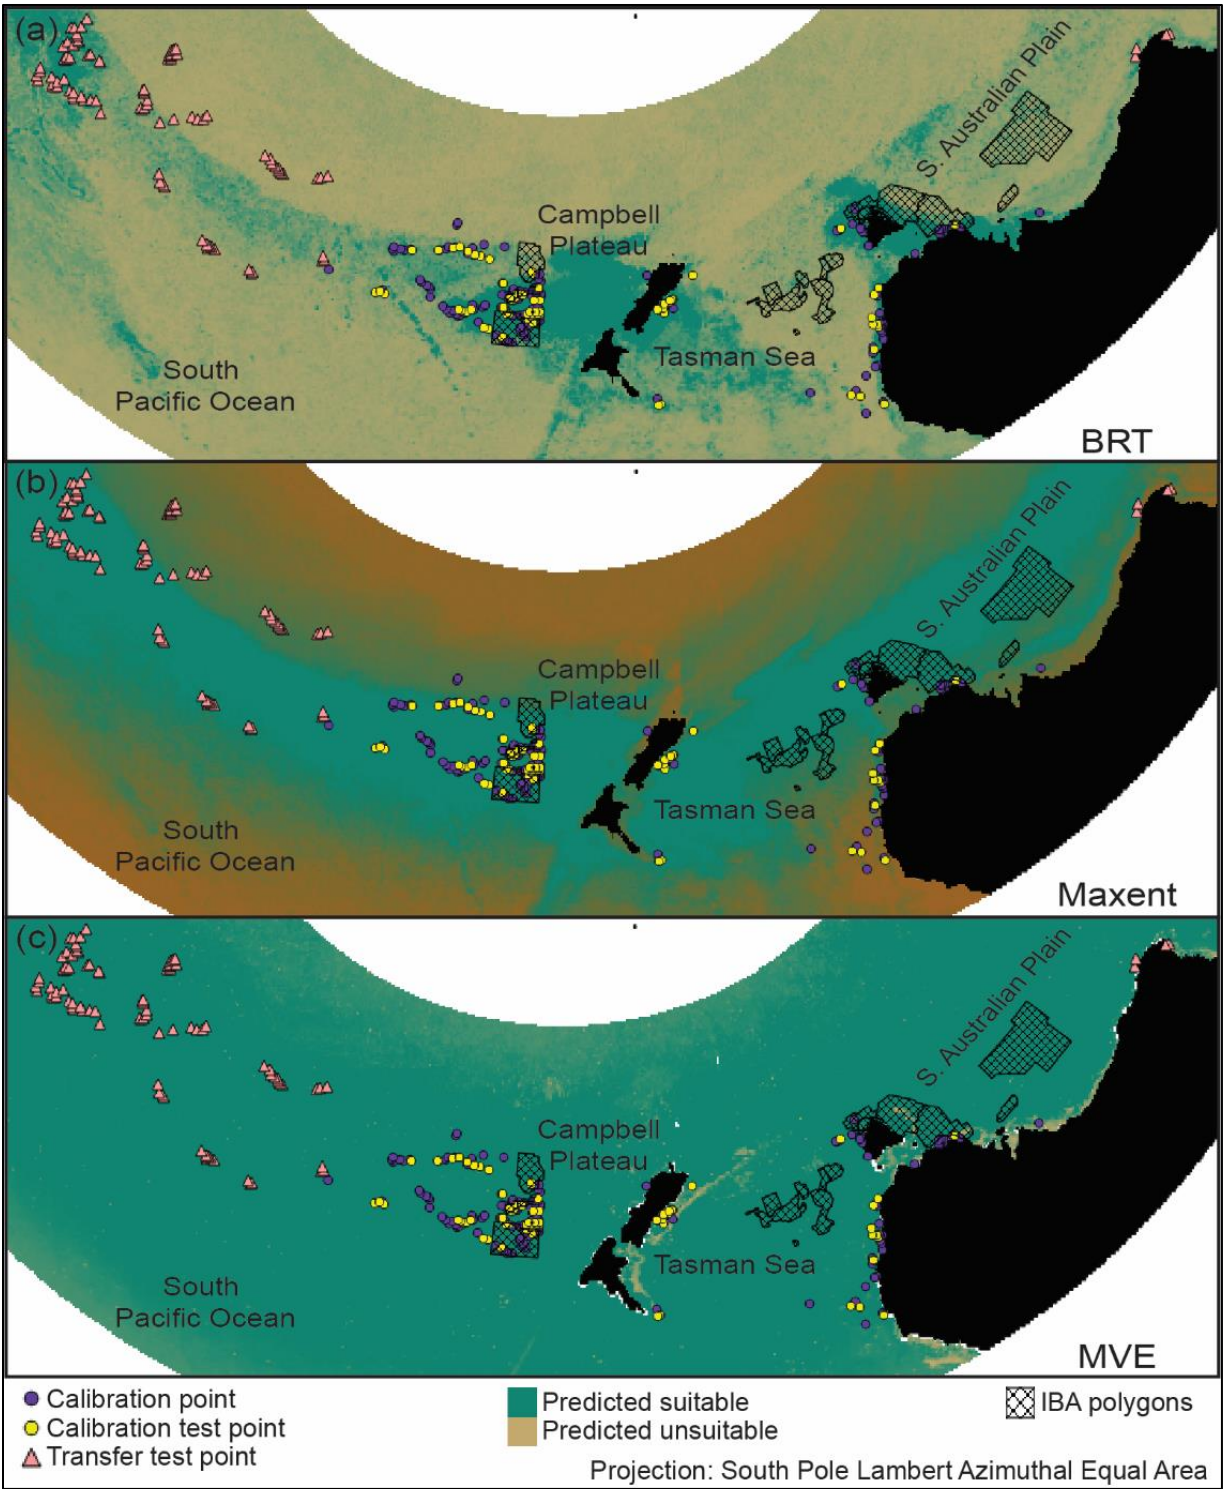 (a)
S. Australian Plain
Campbell
Plateau
Tasman Sea
South
Pacific Ocean
BRT
(b)
S. Australian Plain
Campbell
Plateau
Tasman Sea
South
Pacific Ocean
Maxent
(c)
S. Australian Plain
Campbell
Plateau
Tasman Sea
South
Pacific Ocean
MVE
Calibration point
Calibration test point
Transfer test point
Predicted suitable
Predicted unsuitable
IBA polygons
Projection: South Pole Lambert Azimuthal Equal Area